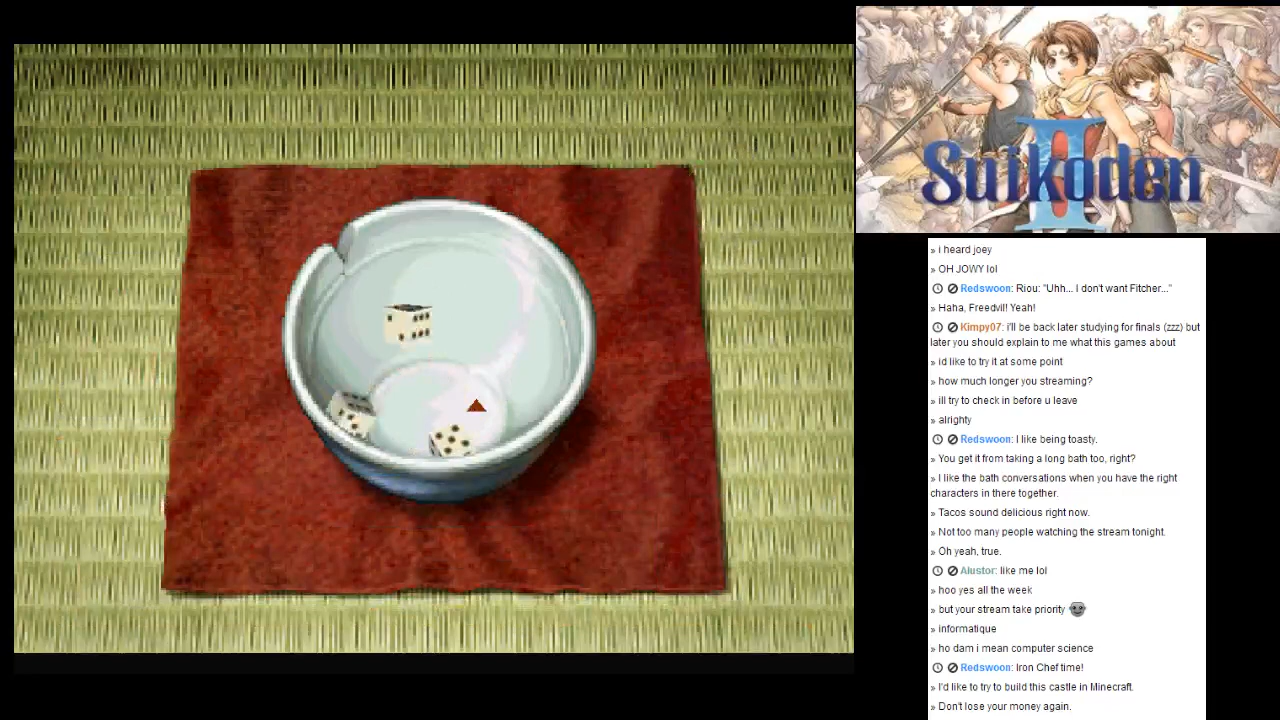 Suikoden
II
» i heard joey
» OH JOWY lol
Redswoon: Riou: "Uhh... I don't want Fitcher..."
» Haha, Freedvil! Yeah!
Kimpy07: i'll be back later studying for finals (zzz) but
later you should explain to me what this games about
» id like to try it at some point
» how much longer you streaming?
» ill try to check in before u leave
» alrighty
Redswoon: I like being toasty.
» You get it from taking a long bath too, right?
» I like the bath conversations when you have the right
characters in there together.
» Tacos sound delicious right now.
» Not too many people watching the stream tonight.
» Oh yeah, true.
Alustor: like me lol
» hoo yes all the week
» but your stream take priority
» informatique
» ho dam i mean computer science
Redswoon: Iron Chef time!
» I'd like to try to build this castle in Minecraft.
» Don't lose your money again.